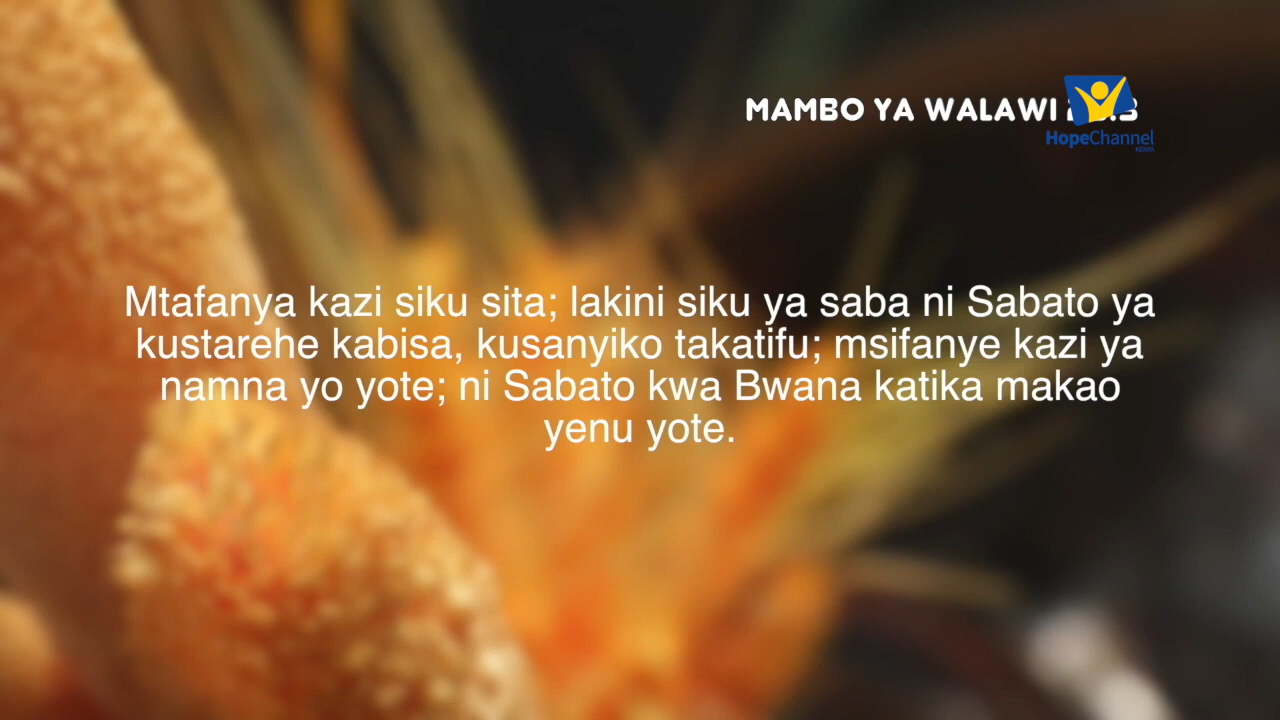 MAMBO YA WALAWI
HopeChannel
KENYA
Mtafanya kazi siku sita; lakini siku ya saba ni Sabato ya
kustarehe kabisa, kusanyiko takatifu; msifanye kazi ya
namna yo yote; ni Sabato kwa Bwana katika makao
yenu yote.